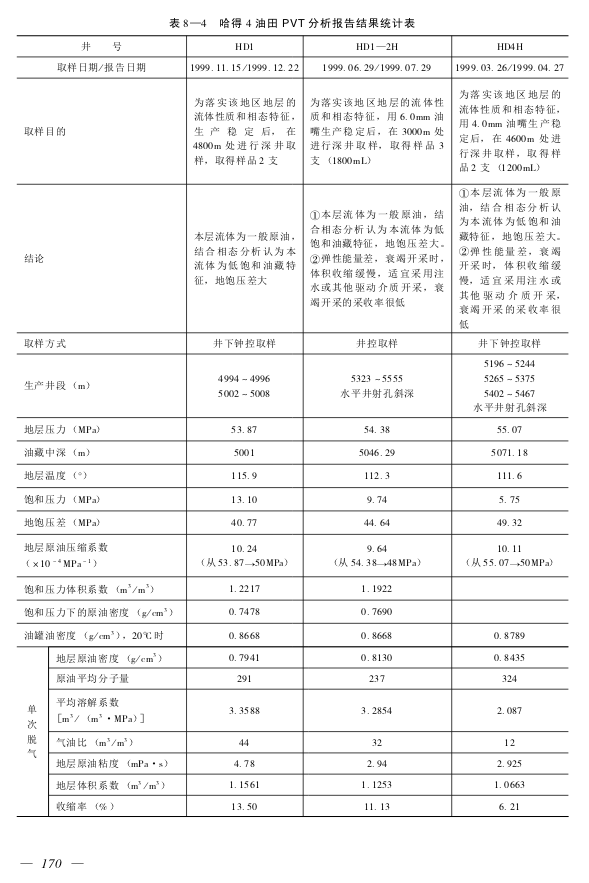 表 8—4 哈得 4 油田 PVT 分析报告结果统计表
井 号 HD1 HD1—2H HD4H
取样日期/报告日期 1999.11.15/1999.12.22 1999.06.29/1999.07.29 1999.03.26/1999.04.27
取样目的
为落实该地区地层的
流体性质和相态特征,
生产稳定后, 在
4800m 处进行深井取
样, 取得样品 2 支
为落实该地区地层的流体性
质和相态特征, 用 6.0mm 油
嘴生产稳定后, 在 3000m 处
进行深井取样, 取得样品 3
支 (1800mL)
为落实该地区地层的
流体性质和相态特征,
用 4.0mm 油嘴生产稳
定后, 在 4600m 处进
行深井取样, 取得样
品 2 支 (1200mL)
结论
本层流体为一般原油,
结合相态分析认为本
流体为低饱和油藏特
征, 地饱压差大
①本层流体为一般原油, 结
合相态分析认为本流体为低
饱和油藏特征, 地饱压差大。
②弹性能量差, 衰竭开采时,
体积收缩缓慢, 适宜采用注
水或其他驱动介质开采, 衰
竭开采的采收率很低
①本层流体为一般原
油, 结合相态分析认
为本流体为低饱和油
藏特征, 地饱压差大。
②弹性能量差, 衰竭
开采时, 体积收缩缓
慢, 适宜采用注水或
其他驱动介质开采,
衰竭开采的采收率很
低
取样方式 井下钟控取样 井控取样 井下钟控取样
生产井段 (m)
4994~4996
5002~5008
5323~5555
水平井射孔斜深
5196~5244
5265~5375
5402~5467
水平井射孔斜深
地层压力 (MPa) 53.87 54.38 55.07
油藏中深 (m) 5001 5046.29 5071.18
地层温度 (°) 115.9 112.3 111.6
饱和压力 (MPa) 13.10 9.74 5.75
地饱压差 (MPa) 40.77 44.64 49.32
地层原油压缩系数
(×10⁻⁴MPa⁻¹)
10.24
(从 53.87→50MPa)
9.64
(从 54.38→48MPa)
10.11
(从 55.07→50MPa)
饱和压力体积系数 (m³/m³) 1.2217 1.1922
饱和压力下的原油密度 (g/cm³) 0.7478 0.7690
油罐油密度 (g/cm³), 20℃时 0.8668 0.8668 0.8789
单次脱气
地层原油密度 (g/cm³) 0.7941 0.8130 0.8435
原油平均分子量 291 237 324
平均溶解系数
[m³/ (m³·MPa)]
3.3588 3.2854 2.087
气油比 (m³/m³) 44 32 12
地层原油粘度 (mPa·s) 4.78 2.94 2.925
地层体积系数 (m³/m³) 1.1561 1.1253 1.0663
收缩率 (%) 13.50 11.13 6.21
— 170 —